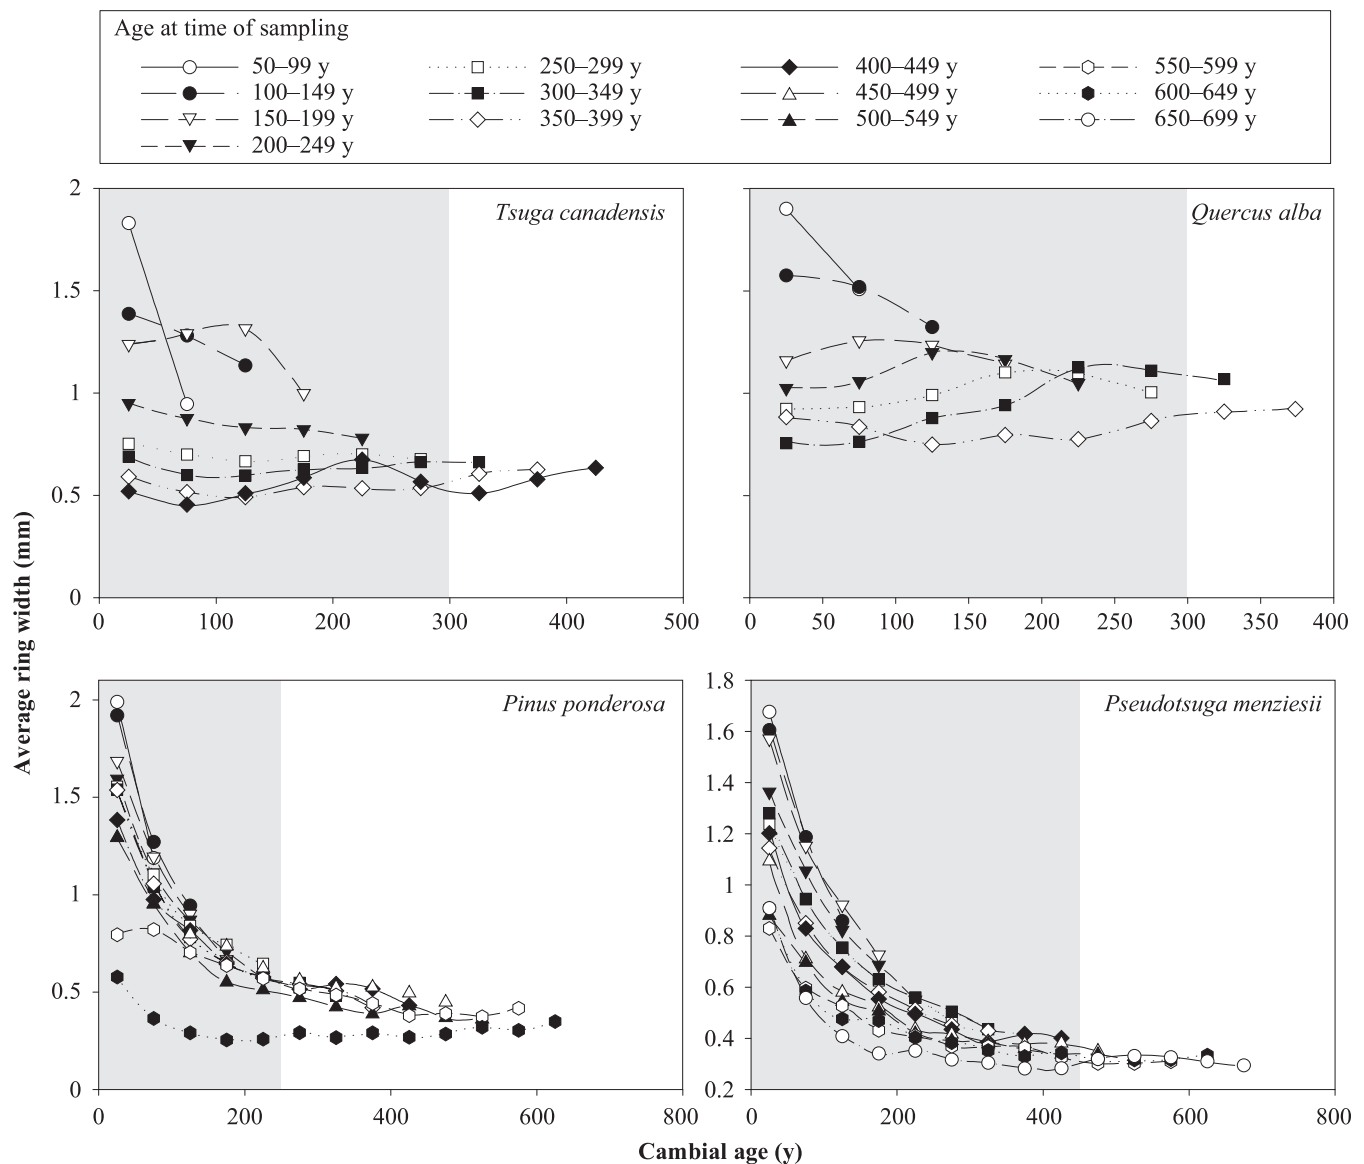 Age at time of sampling
50–99 y 250–299 y 400–449 y 550–599 y
100–149 y 300–349 y 450–499 y 600–649 y
150–199 y 350–399 y 500–549 y 650–699 y
200–249 y
2
1.5
1
0.5
0
Tsuga canadensis
0 100 200 300 400 500
Quercus alba
0 50 100 150 200 250 300 350 400
Average ring width (mm)
2
1.5
1
0.5
0
Pinus ponderosa
0 200 400 600 800
1.8
1.6
1.4
1.2
1
0.8
0.6
0.4
0.2
Pseudotsuga menziesii
0 200 400 600 800
Cambial age (y)